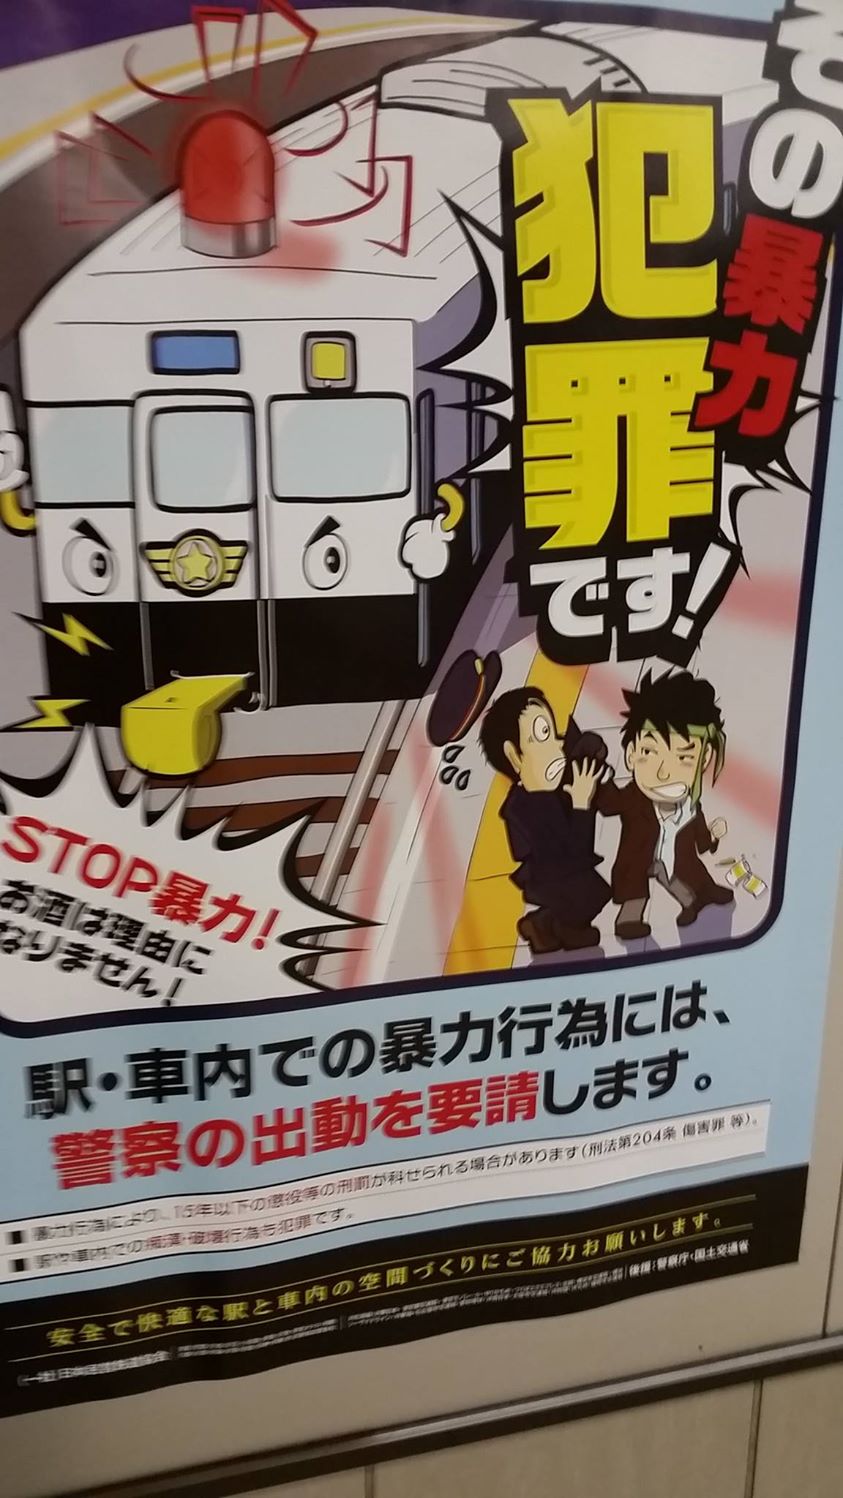 その暴力
犯罪
です!
STOP暴力!
お酒は理由に
なりません!
駅・車内での暴力行為には、
警察の出動を要請します。
■ 暴力行為により、15年以下の懲役等の刑罰が科せられる場合があります(刑法第204条 傷害罪 等)。
■ 駅や車内での痴漢・破壊行為も犯罪です。
安全で快適な駅と車内の空間づくりにご協力お願いします。
後援:警察庁・国土交通省